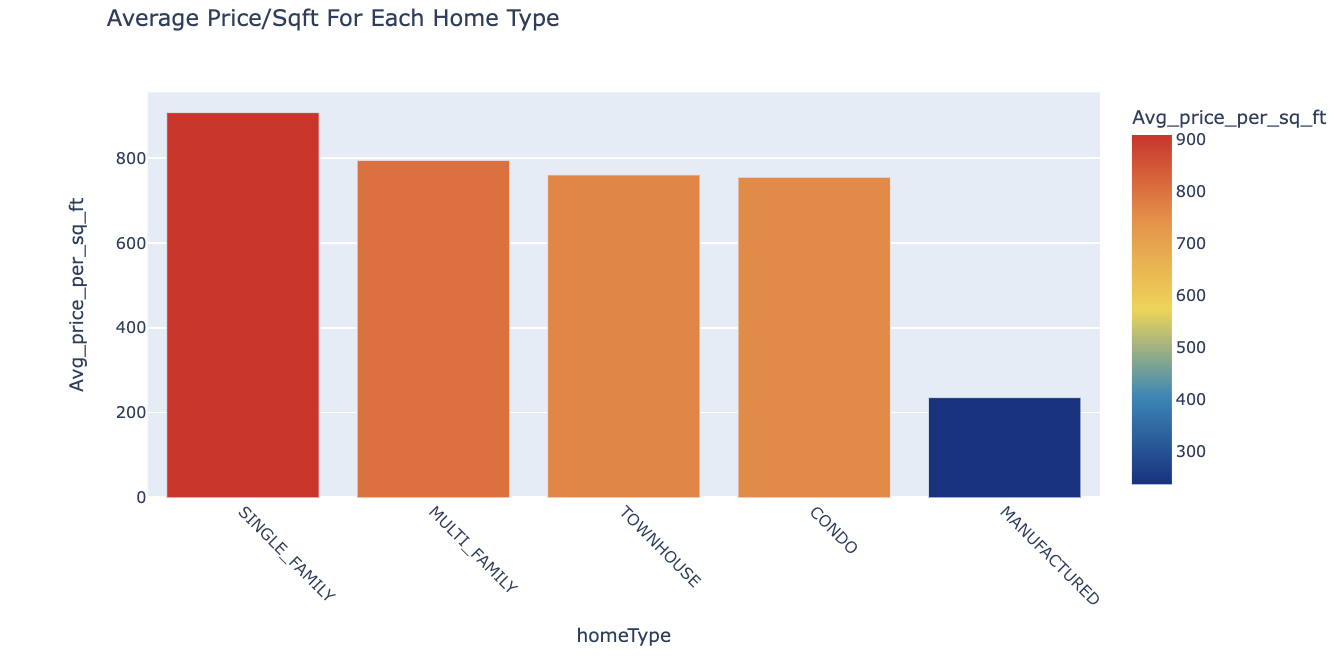 Average Price/Sqft For Each Home Type
Avg_price_per_sq_ft
800
600
400
200
0
SINGLE_FAMILY
MULTI_FAMILY
TOWNHOUSE
CONDO
MANUFACTURED
homeType
Avg_price_per_sq_ft
900
800
700
600
500
400
300